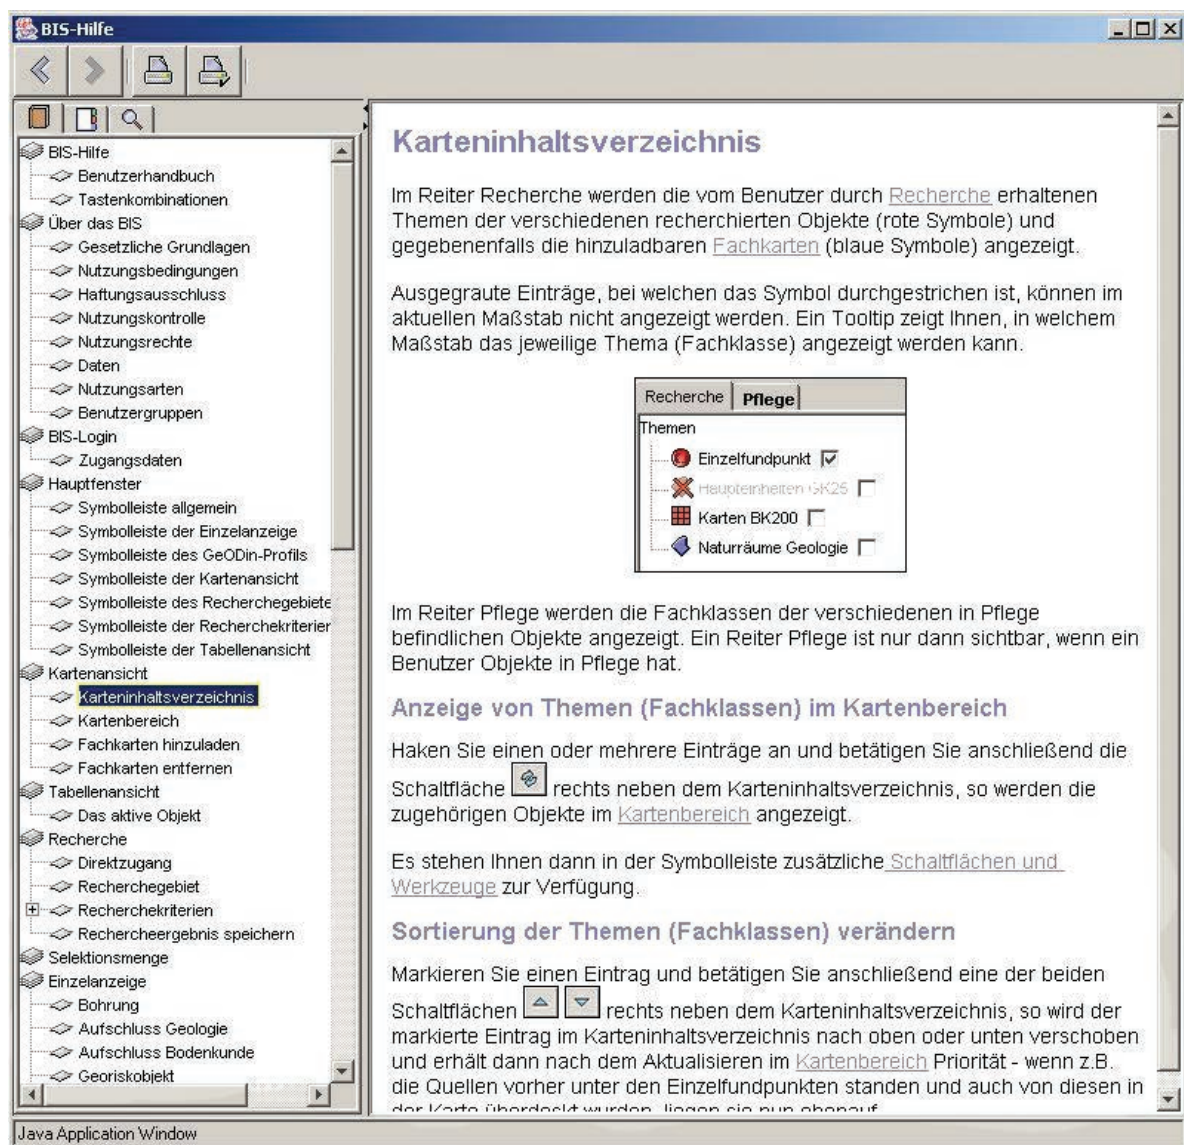 BIS-Hilfe
BIS-Hilfe
Benutzerhandbuch
Tastenkombinationen
Über das BIS
Gesetzliche Grundlagen
Nutzungsbedingungen
Haftungsausschluss
Nutzungskontrolle
Nutzungsrechte
Daten
Nutzungsarten
Benutzergruppen
BIS-Login
Zugangsdaten
Hauptfenster
Symbolleiste allgemein
Symbolleiste der Einzelanzeige
Symbolleiste des GeODin-Profils
Symbolleiste der Kartenansicht
Symbolleiste des Recherchegebiete
Symbolleiste der Recherchekriterier
Symbolleiste der Tabellenansicht
Kartenansicht
Karteninhaltsverzeichnis
Kartenbereich
Fachkarten hinzuladen
Fachkarten entfernen
Tabellenansicht
Das aktive Objekt
Recherche
Direktzugang
Recherchegebiet
Recherchekriterien
Rechercheergebnis speichern
Selektionsmenge
Einzelanzeige
Bohrung
Aufschluss Geologie
Aufschluss Bodenkunde
Georiskobjekt
Karteninhaltsverzeichnis
Im Reiter Recherche werden die vom Benutzer durch Recherche erhaltenen
Themen der verschiedenen recherchierten Objekte (rote Symbole) und
gegebenenfalls die hinzuladbaren Fachkarten (blaue Symbole) angezeigt.
Ausgegraute Einträge, bei welchen das Symbol durchgestrichen ist, können im
aktuellen Maßstab nicht angezeigt werden. Ein Tooltip zeigt Ihnen, in welchem
Maßstab das jeweilige Thema (Fachklasse) angezeigt werden kann.
Recherche Pflege
Themen
Einzelfundpunkt
Haupteinheiten GK25
Karten BK200
Naturräume Geologie
Im Reiter Pflege werden die Fachklassen der verschiedenen in Pflege
befindlichen Objekte angezeigt. Ein Reiter Pflege ist nur dann sichtbar, wenn ein
Benutzer Objekte in Pflege hat.
Anzeige von Themen (Fachklassen) im Kartenbereich
Haken Sie einen oder mehrere Einträge an und betätigen Sie anschließend die
Schaltfläche rechts neben dem Karteninhaltsverzeichnis, so werden die
zugehörigen Objekte im Kartenbereich angezeigt.
Es stehen Ihnen dann in der Symbolleiste zusätzliche Schaltflächen und
Werkzeuge zur Verfügung.
Sortierung der Themen (Fachklassen) verändern
Markieren Sie einen Eintrag und betätigen Sie anschließend eine der beiden
Schaltflächen rechts neben dem Karteninhaltsverzeichnis, so wird der
markierte Eintrag im Karteninhaltsverzeichnis nach oben oder unten verschoben
und erhält dann nach dem Aktualisieren im Kartenbereich Priorität - wenn z.B.
die Quellen vorher unter den Einzelfundpunkten standen und auch von diesen in
der Karte überdeckt wurden, liegen sie nun obenauf
Java Application Window